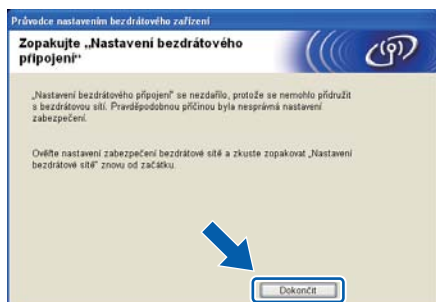 Průvodce nastavením bezdrátového zařízení
Zopakujte „Nastavení bezdrátového
připojení“
„Nastavení bezdrátového připojení“ se nezdařilo, protože se nemohlo přidružit
s bezdrátovou sítí. Pravděpodobnou příčinou byla nesprávná nastavení
zabezpečení.
Ověřte nastavení zabezpečení bezdrátové sítě a zkuste zopakovat „Nastavení
bezdrátové sítě“ znovu od začátku.
Dokončit